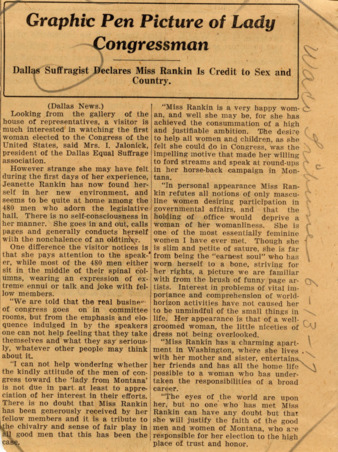 Graphic Pen Picture of Lady
Congressman
Dallas Suffragist Declares Miss Rankin Is Credit to Sex and
Country.
(Dallas News.)
Looking from the gallery of the
house of representatives, a visitor is
much interested in watching the first
woman elected to the Congress of the
United States, said Mrs. I. Jalonick,
president of the Dallas Equal Suffrage
association.
However strange she may have felt
during the first days of her experience,
Jeanette Rankin has now found her-
self in her new environment, and
seems to be quite at home among the
489 men who adorn the legislative
hall. There is no self-consciousness in
her manner. She goes in and out, calls
pages and generally conducts herself
with the nonchalence of an oldtimer.
One difference the visitor notices is
that she pays attention to the speak-
er, while most of the 489 men either
sit in the middle of their spinal col-
umns, wearing an expression of ex-
treme ennui or talk and joke with fel-
low members.
"We are told that the real busine-
of congress goes on in committee
rooms, but from the emphasis and elo-
quence indulged in by the speakers
one can not help feeling that they take
themselves and what they say serious-
ly, whatever other people may think
about it.
"I can not help wondering whether
the kindly attitude of the men of con-
gress toward the 'lady from Montana'
is not due in part at least to appre-
ciation of her interest in their efforts.
There is no doubt that Miss Rankin
has been generously received by her
fellow members and it is a tribute to
the chivalry and sense of fair play in
all good men that this has been the
case.
"Miss Rankin is a very happy wom-
an, and well she may be, for she has
achieved the consummation of a high
and justifiable ambition. The desire
to help all women and children, as she
felt she could do in Congress, was the
impelling motive that made her willing
to ford streams and speak at round-ups
in her horse-back campaign in Mon-
tana.
"In personal appearance Miss Ran-
kin refutes all notions of only mascu-
line women desiring participation in
governmental affairs, and that the
holding of office would deprive a
woman of her womanliness. She is
one of the most essentially feminine
women I have ever met. Though she
is slim and petite of sature, she is far
from being the "earnest soul" who has
worn herself to a bone, striving for
her rights, a picture we are familiar
with from the brush of funny page ar-
tists. Interest in problems of vital im-
portance and comprehension of world-
horizon activities have not caused her
to be unmindful of the small things in
life. Her appearance is that of a well-
groomed woman, the little niceties of
dress not being overlooked.
"Miss Rankin has a charming apart-
ment in Washington, where she lives
with her mother and sister, entertains
her friends and has all the home life
possible to a woman who has under-
taken the responsibilities of a broad
career.
"The eyes of the world are upon
her, but no one who has met Miss
Rankin can have any doubt but that
she will justify the faith of the good
men and women of Montana, who are
responsible for her election to the high
place of trust and honor.
6-13-17